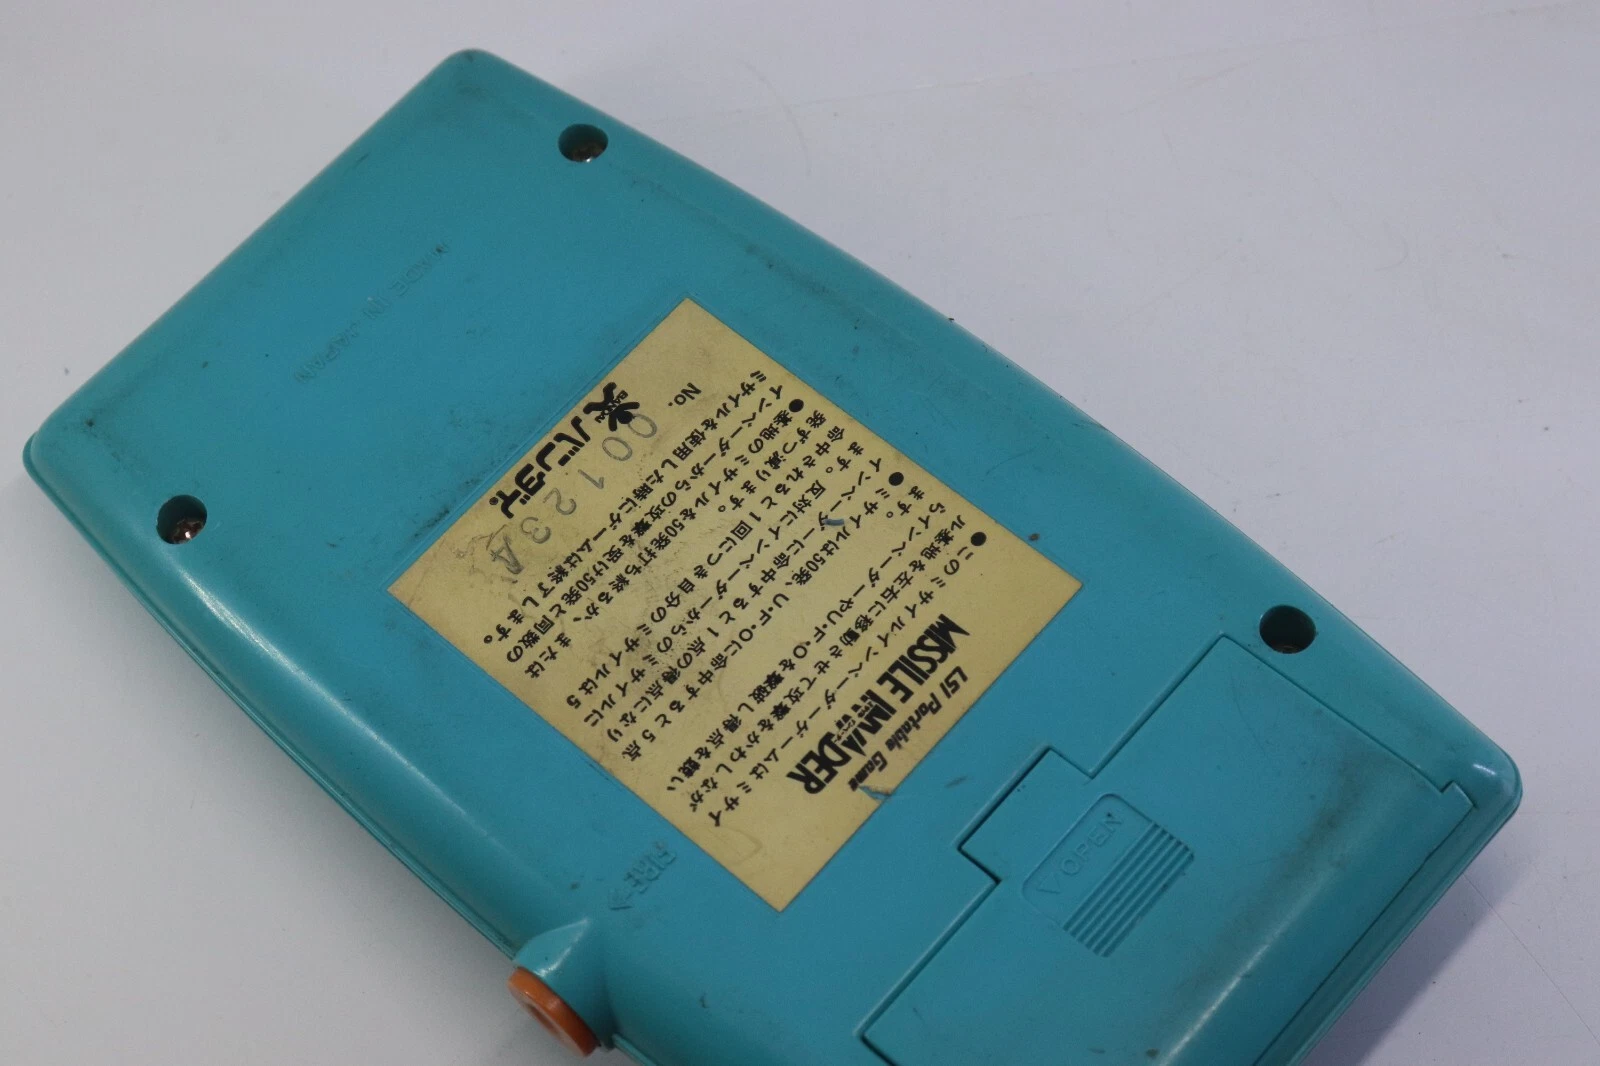 LSI Portable Game
MISSILE INVADER
●このミサイルインベーダーゲームはミサイ
ル基地を左右に移動させて攻撃をかわしなが
らインベーダーやU・F・Oを撃破し得点を競い
ます。
●ミサイルは50発、U・F・Oに命中すると5点
インベーダーに命中すると1点の得点になり
ます。反対にインベーダーからのミサイルに
命中されると1回につき自分のミサイルは5
発ずつ減ります。
●基地のミサイルを50発打ち終るか、または
インベーダーからの攻撃を受け50発と同数の
ミサイルを使用した時にゲームは終了します。
No. 00123A
BANDAI バンダイ
MADE IN JAPAN
FIRE
OPEN